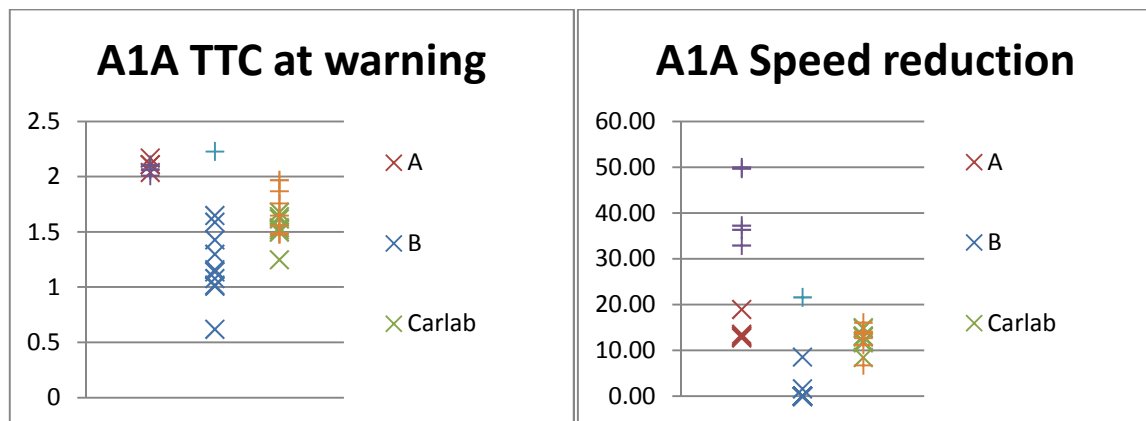 A1A TTC at warning
2.5
2
1.5
1
0.5
0
A
B
Carlab
A1A Speed reduction
60.00
50.00
40.00
30.00
20.00
10.00
0.00
A
B
Carlab